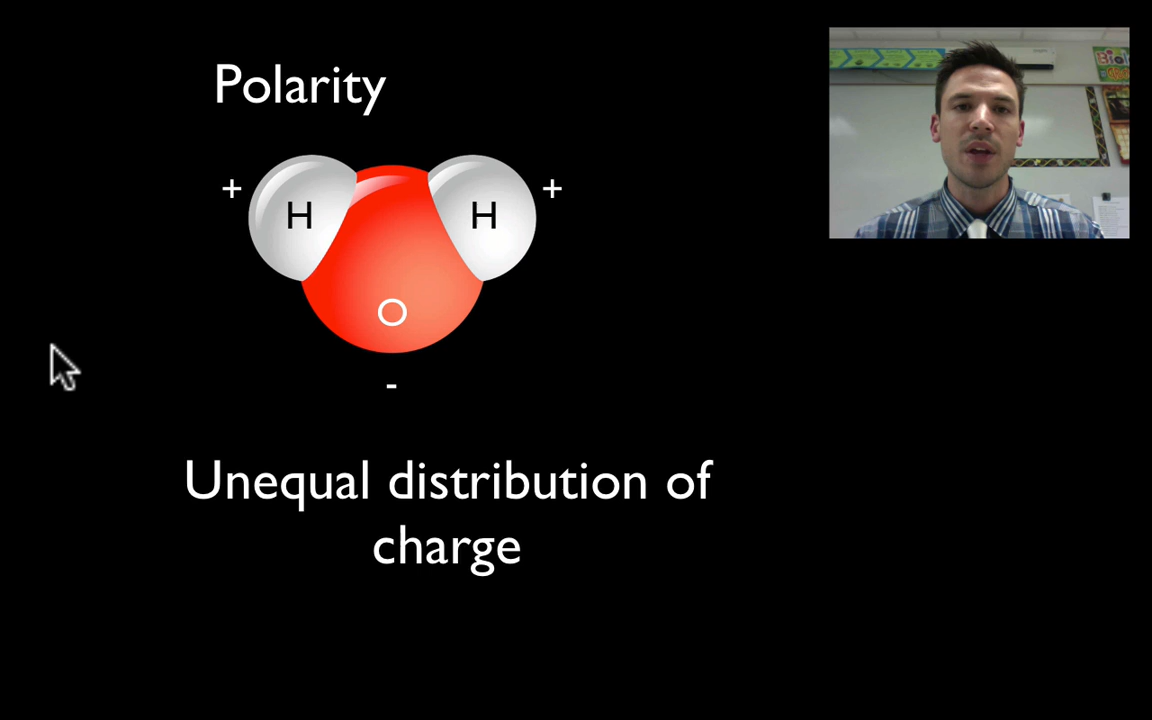 Polarity
+ +
H H
O
-
Unequal distribution of
charge